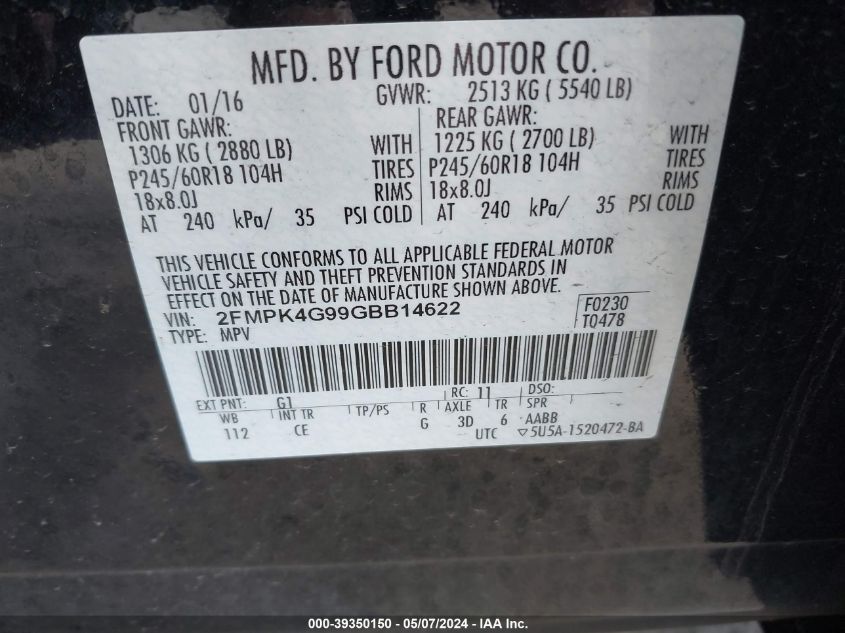 MFD. BY FORD MOTOR CO.
DATE: 01/16 GVWR: 2513 KG ( 5540 LB)
FRONT GAWR: REAR GAWR:
1306 KG ( 2880 LB) WITH 1225 KG ( 2700 LB) WITH
P245/60R18 104H TIRES P245/60R18 104H TIRES
18x8.0J RIMS 18x8.0J RIMS
AT 240 kPa/ 35 PSI COLD AT 240 kPa/ 35 PSI COLD
THIS VEHICLE CONFORMS TO ALL APPLICABLE FEDERAL MOTOR
VEHICLE SAFETY AND THEFT PREVENTION STANDARDS IN
EFFECT ON THE DATE OF MANUFACTURE SHOWN ABOVE.
VIN: 2FMPK4G99GBB14622 F0230
TYPE: MPV T0478
EXT PNT: G1 RC: 11 DSO:
WB INT TR TP/PS R AXLE TR SPR
112 CE G 3D 6 AABB
UTC ▽5U5A-1520472-BA
000-39350150 — 05/07/2024 — IAA Inc.